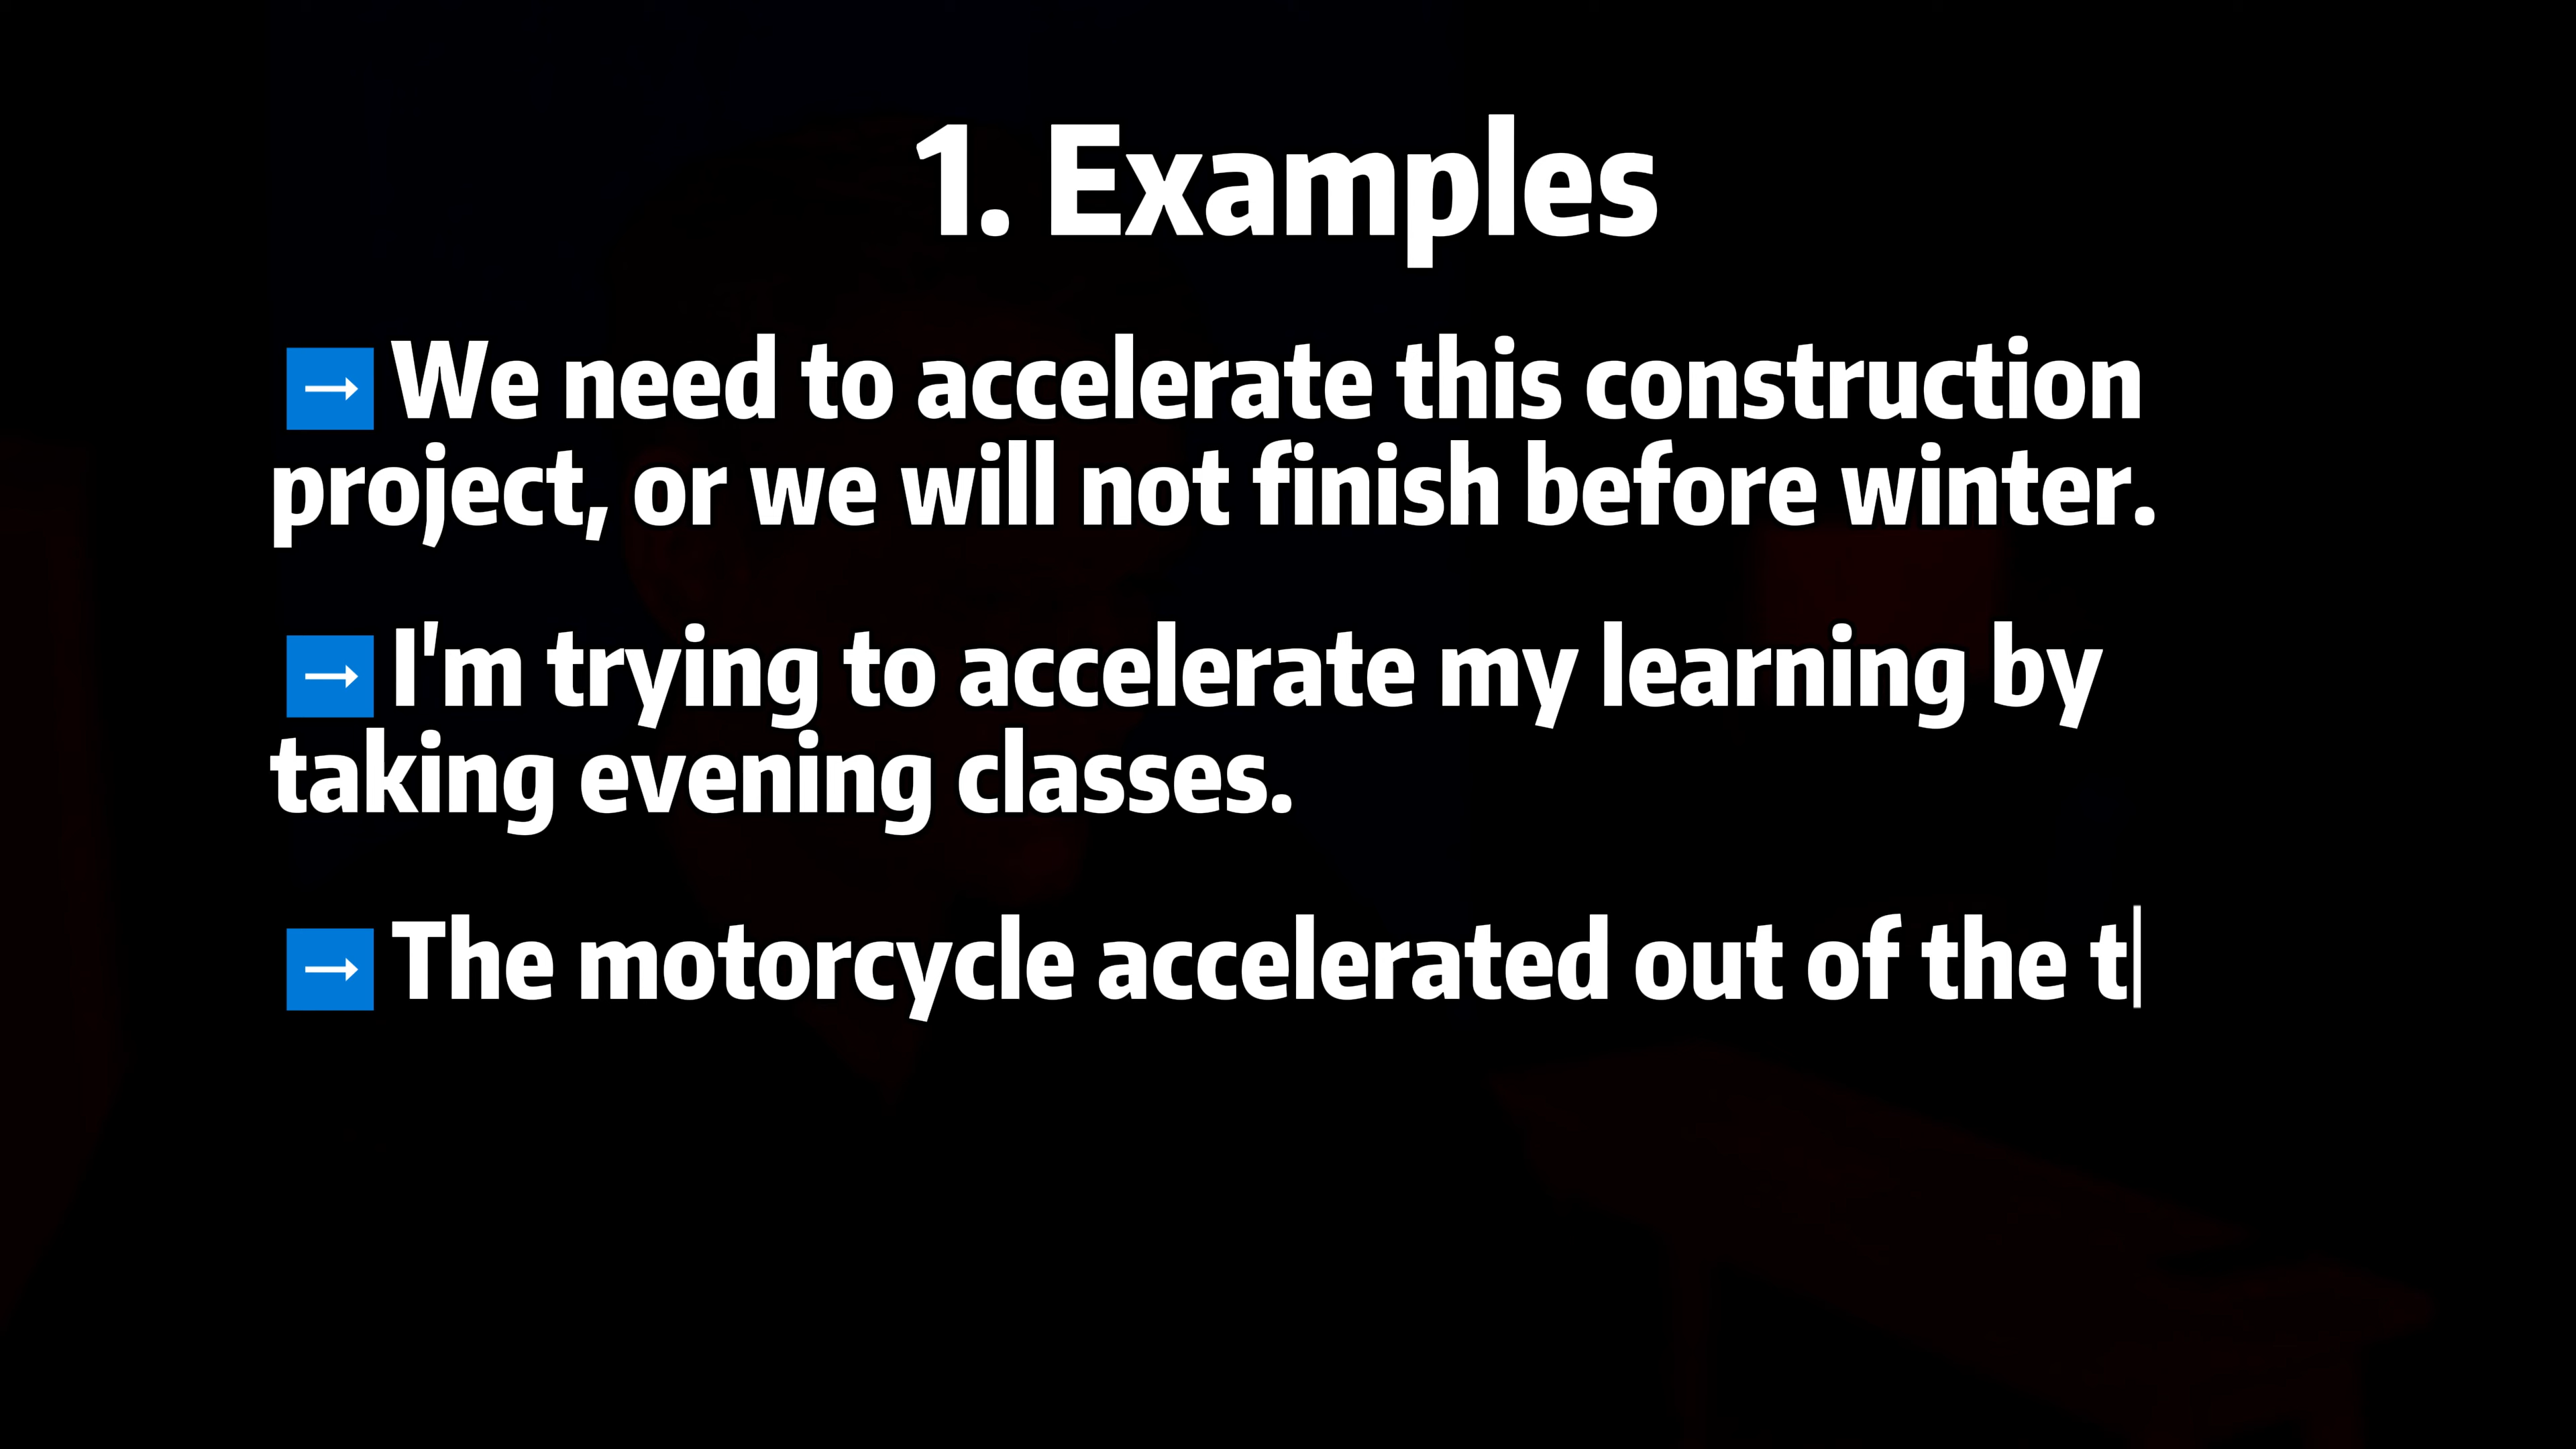 1. Examples
→ We need to accelerate this construction
project, or we will not finish before winter.
→ I'm trying to accelerate my learning by
taking evening classes.
→ The motorcycle accelerated out of the t